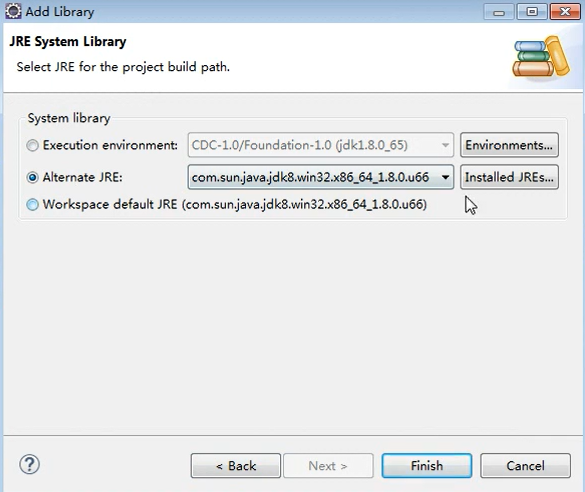 Add Library
JRE System Library
Select JRE for the project build path.
System library
Execution environment: CDC-1.0/Foundation-1.0 (jdk1.8.0_65) Environments...
Alternate JRE: com.sun.java.jdk8.win32.x86_64_1.8.0.u66 Installed JREs...
Workspace default JRE (com.sun.java.jdk8.win32.x86_64_1.8.0.u66)
? < Back Next > Finish Cancel